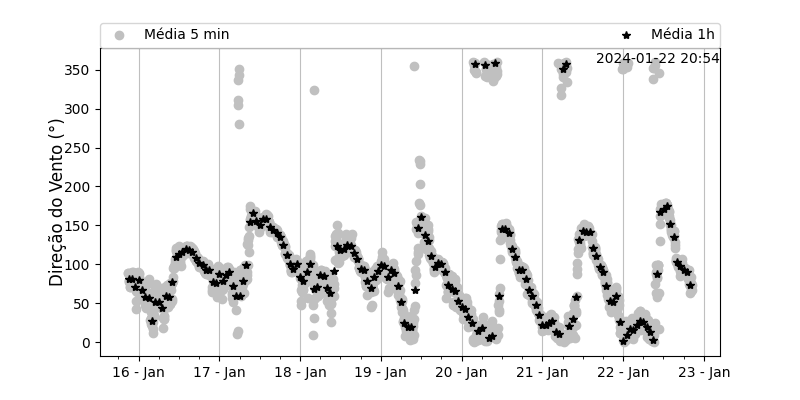 Média 5 min
Média 1h
2024-01-22 20:54
Direção do Vento (°)
350
300
250
200
150
100
50
0
16 - Jan
17 - Jan
18 - Jan
19 - Jan
20 - Jan
21 - Jan
22 - Jan
23 - Jan